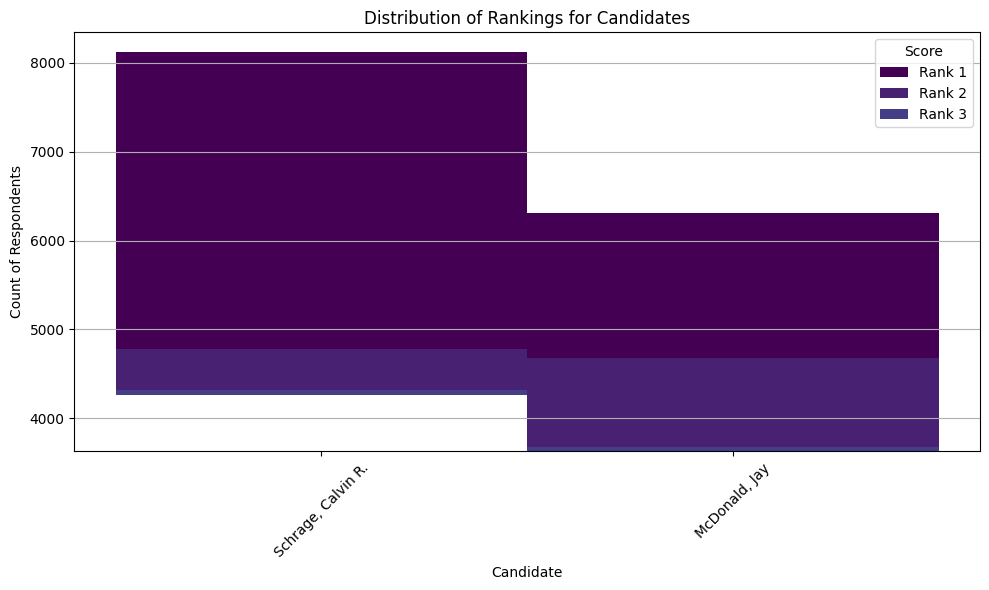 Distribution of Rankings for Candidates
Score
Rank 1
Rank 2
Rank 3
Count of Respondents
8000
7000
6000
5000
4000
Schrage, Calvin R.
McDonald, Jay
Candidate